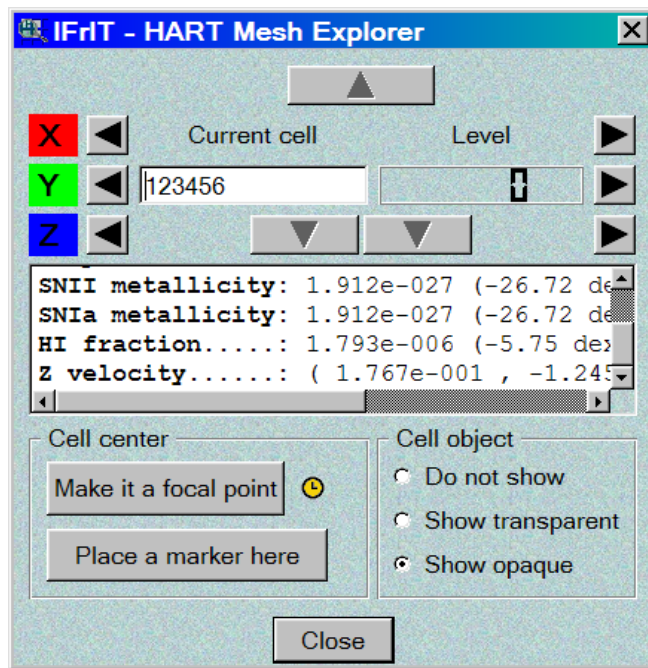 IFrIT - HART Mesh Explorer
X
Current cell
Level
Y
123456
Z
SNII metallicity: 1.912e-027 (-26.72 de
SNIa metallicity: 1.912e-027 (-26.72 de
HI fraction.....: 1.793e-006 (-5.75 dex
Z velocity......: ( 1.767e-001 , -1.245
Cell center
Make it a focal point
Place a marker here
Cell object
Do not show
Show transparent
Show opaque
Close